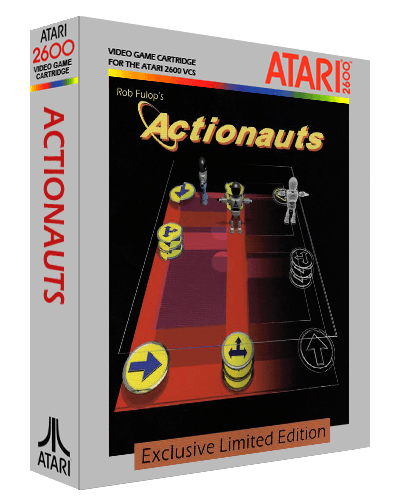 ATARI
2600
VIDEO GAME
CARTRIDGE
ACTIONAUTS
ATARI
VIDEO GAME CARTRIDGE
FOR THE ATARI 2600 VCS
ATARI
2600
Rob Fulop's
Actionauts
Exclusive Limited Edition